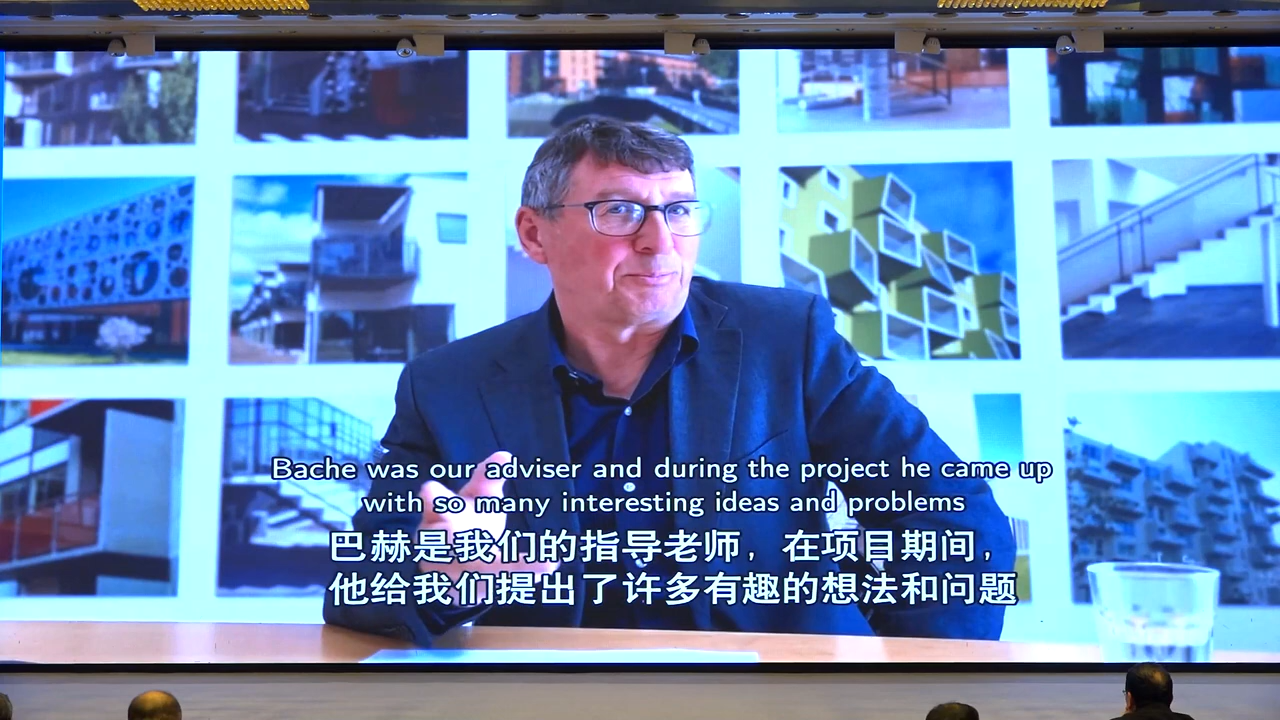 Bache was our adviser and during the project he came up
with so many interesting ideas and problems
巴赫是我们的指导老师，在项目期间，
他给我们提出了许多有趣的想法和问题